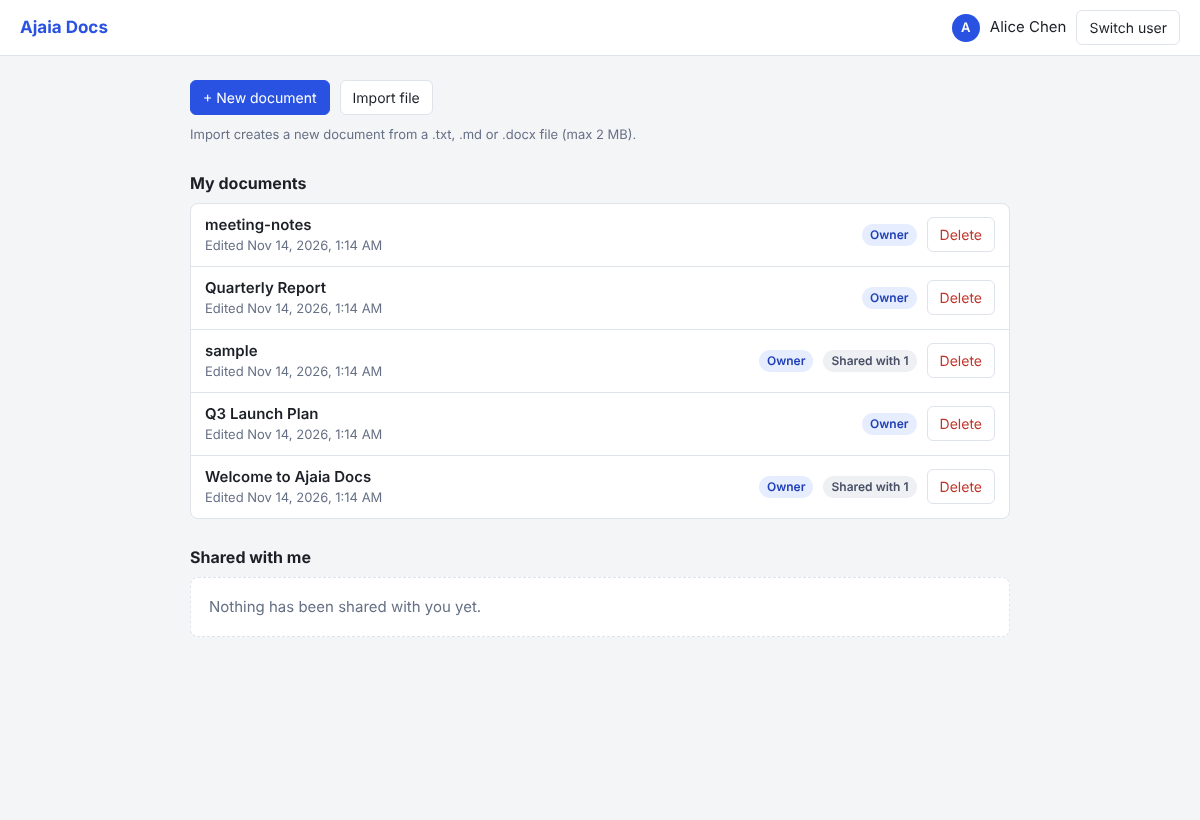 Ajaia Docs
A Alice Chen Switch user
+ New document Import file
Import creates a new document from a .txt, .md or .docx file (max 2 MB).
My documents
meeting-notes
Edited Nov 14, 2026, 1:14 AM
Owner Delete
Quarterly Report
Edited Nov 14, 2026, 1:14 AM
Owner Delete
sample
Edited Nov 14, 2026, 1:14 AM
Owner Shared with 1 Delete
Q3 Launch Plan
Edited Nov 14, 2026, 1:14 AM
Owner Delete
Welcome to Ajaia Docs
Edited Nov 14, 2026, 1:14 AM
Owner Shared with 1 Delete
Shared with me
Nothing has been shared with you yet.